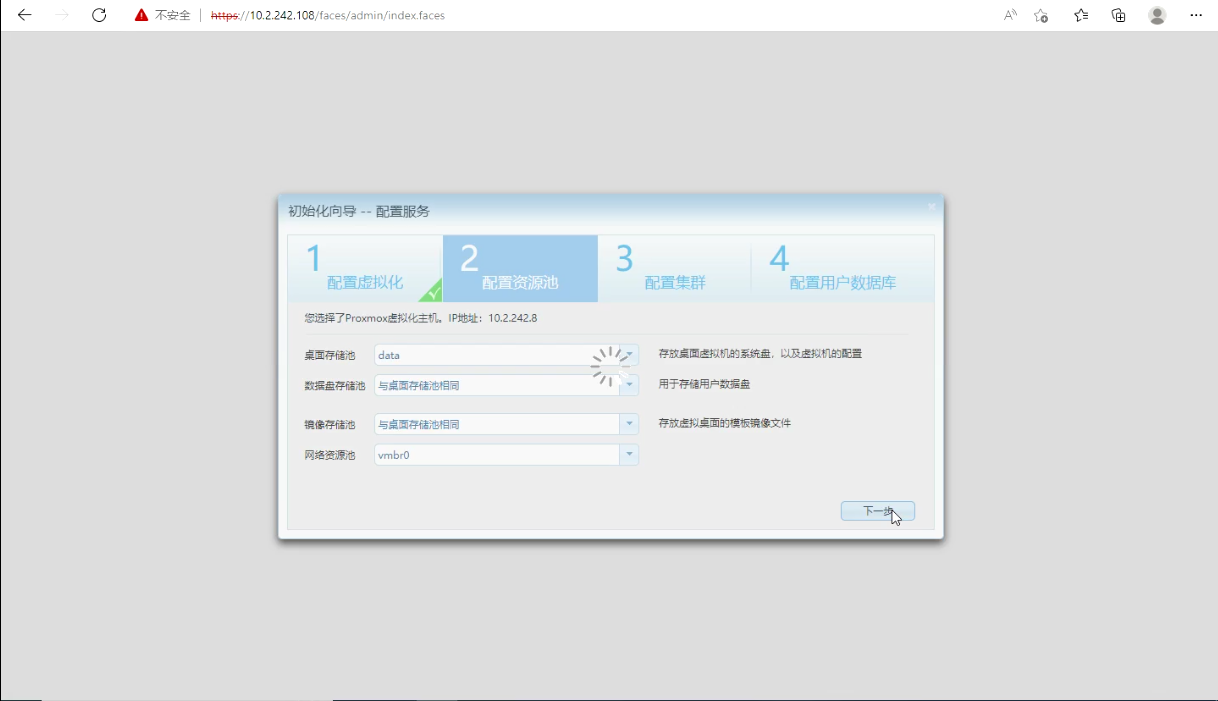 不安全 https://10.2.242.108/faces/admin/index.faces
初始化向导 -- 配置服务
1 配置虚拟化
2 配置资源池
3 配置集群
4 配置用户数据库
您选择了Proxmox虚拟化主机。IP地址：10.2.242.8
桌面存储池 data 存放桌面虚拟机的系统盘，以及虚拟机的配置
数据盘存储池 与桌面存储池相同 用于存储用户数据盘
镜像存储池 与桌面存储池相同 存放虚拟桌面的模板镜像文件
网络资源池 vmbr0
下一步